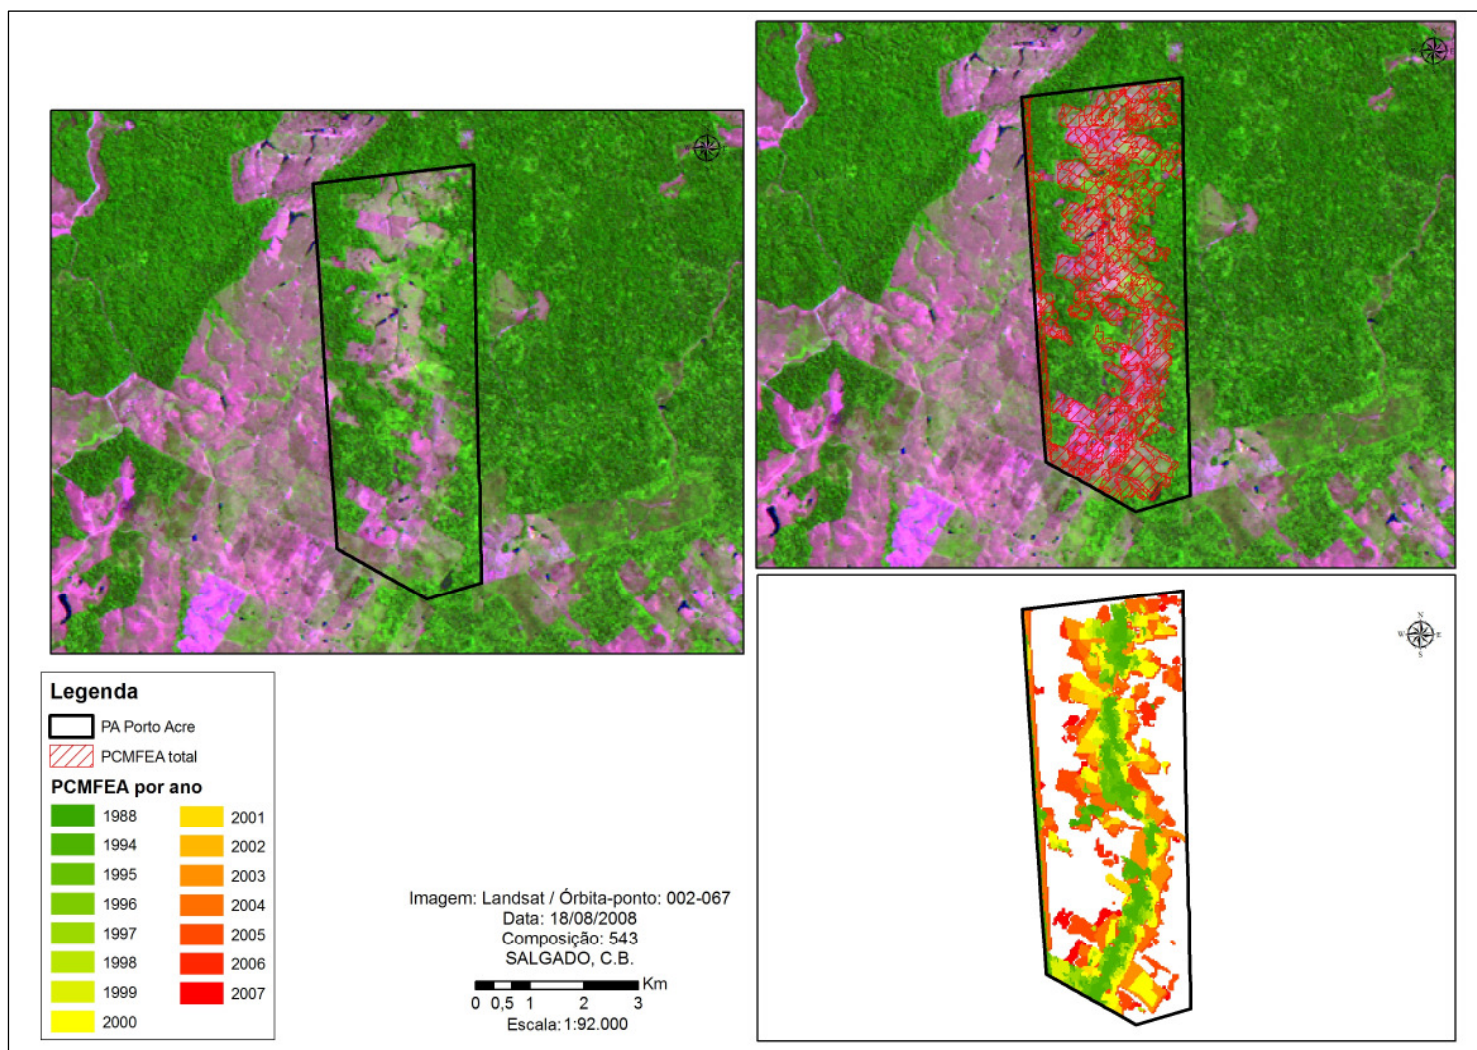 N
W E
S
Legenda
PA Porto Acre
PCMFEA total
PCMFEA por ano
1988
1994
1995
1996
1997
1998
1999
2000
2001
2002
2003
2004
2005
2006
2007
Imagem: Landsat / Órbita-ponto: 002-067
Data: 18/08/2008
Composição: 543
SALGADO, C.B.
Km
0 0,5 1 2 3
Escala: 1:92.000